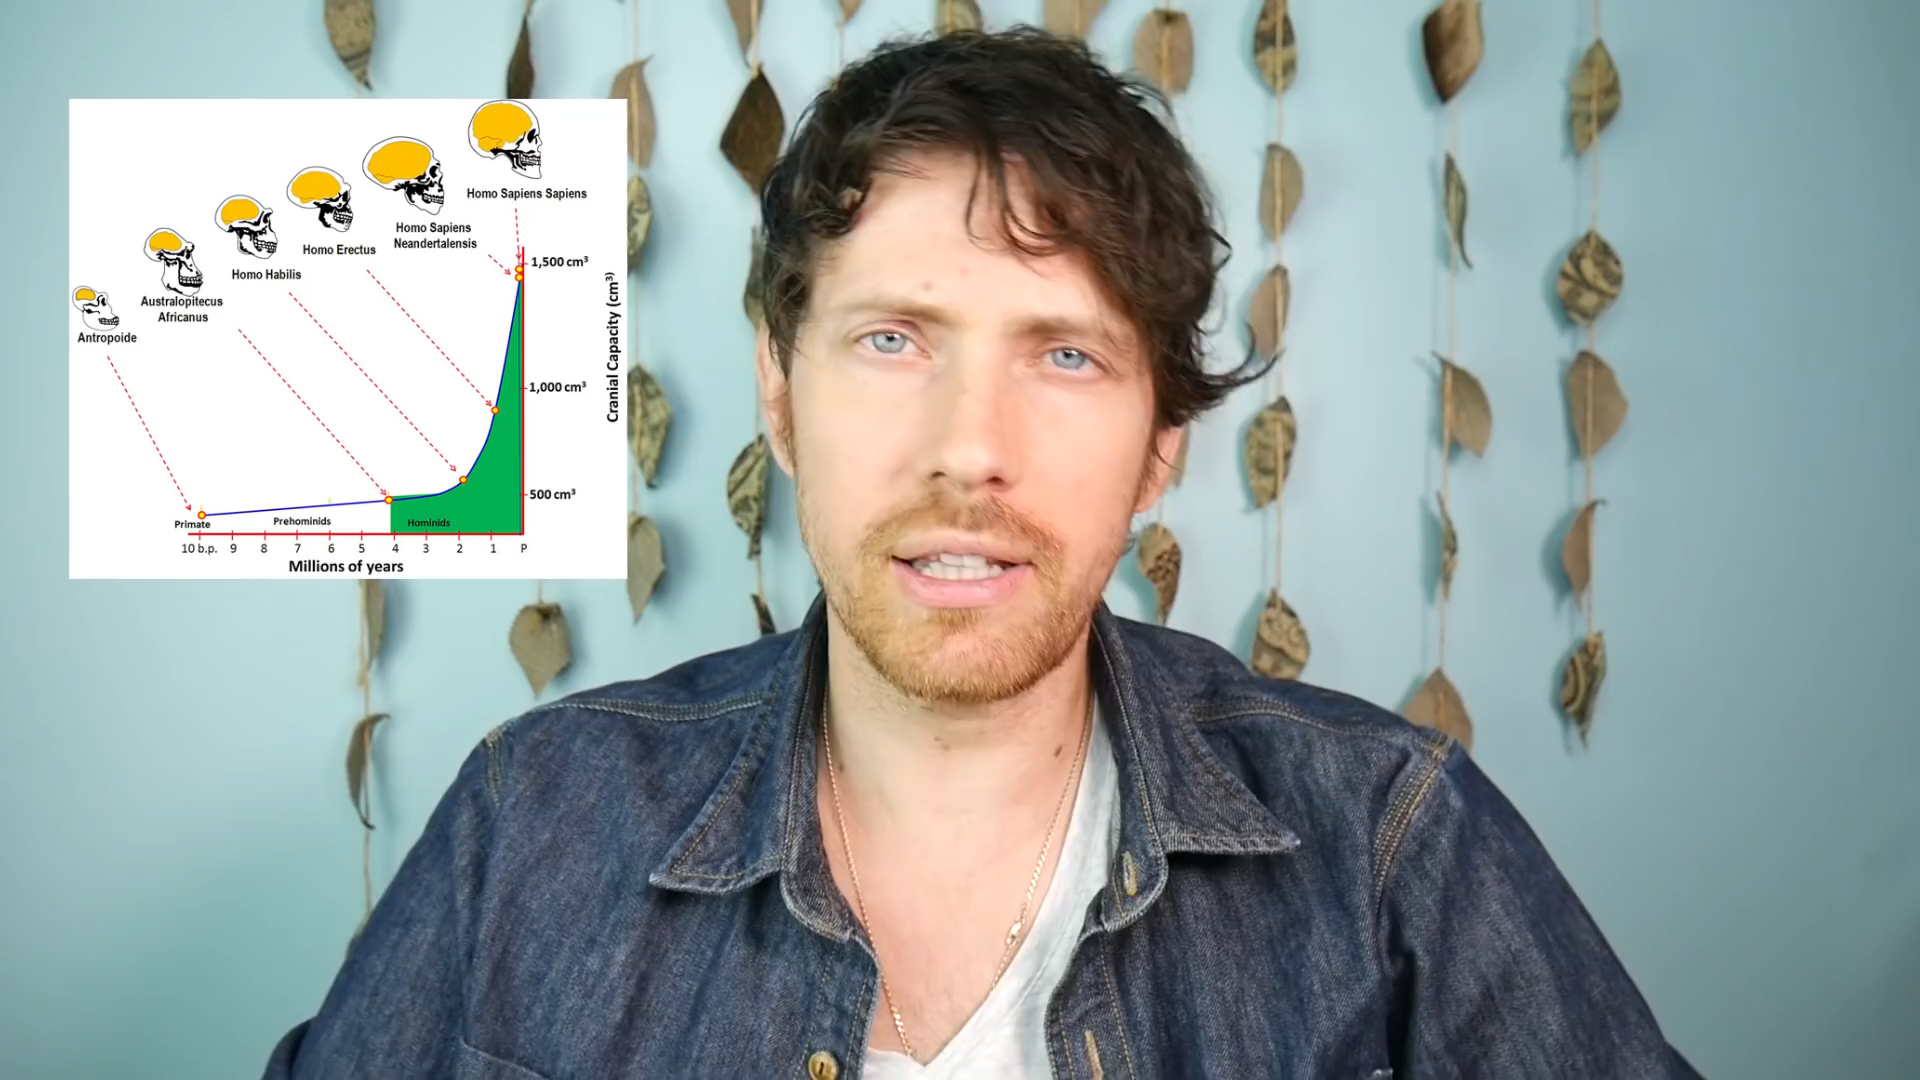 Homo Sapiens Sapiens
Homo Sapiens
Neandertalensis
Homo Erectus
Homo Habilis
Australopitecus
Africanus
Antropoide
1,500 cm³
1,000 cm³
500 cm³
Cranial Capacity (cm³)
Primate
Prehominids
Hominids
10 b.p. 9 8 7 6 5 4 3 2 1 P
Millions of years